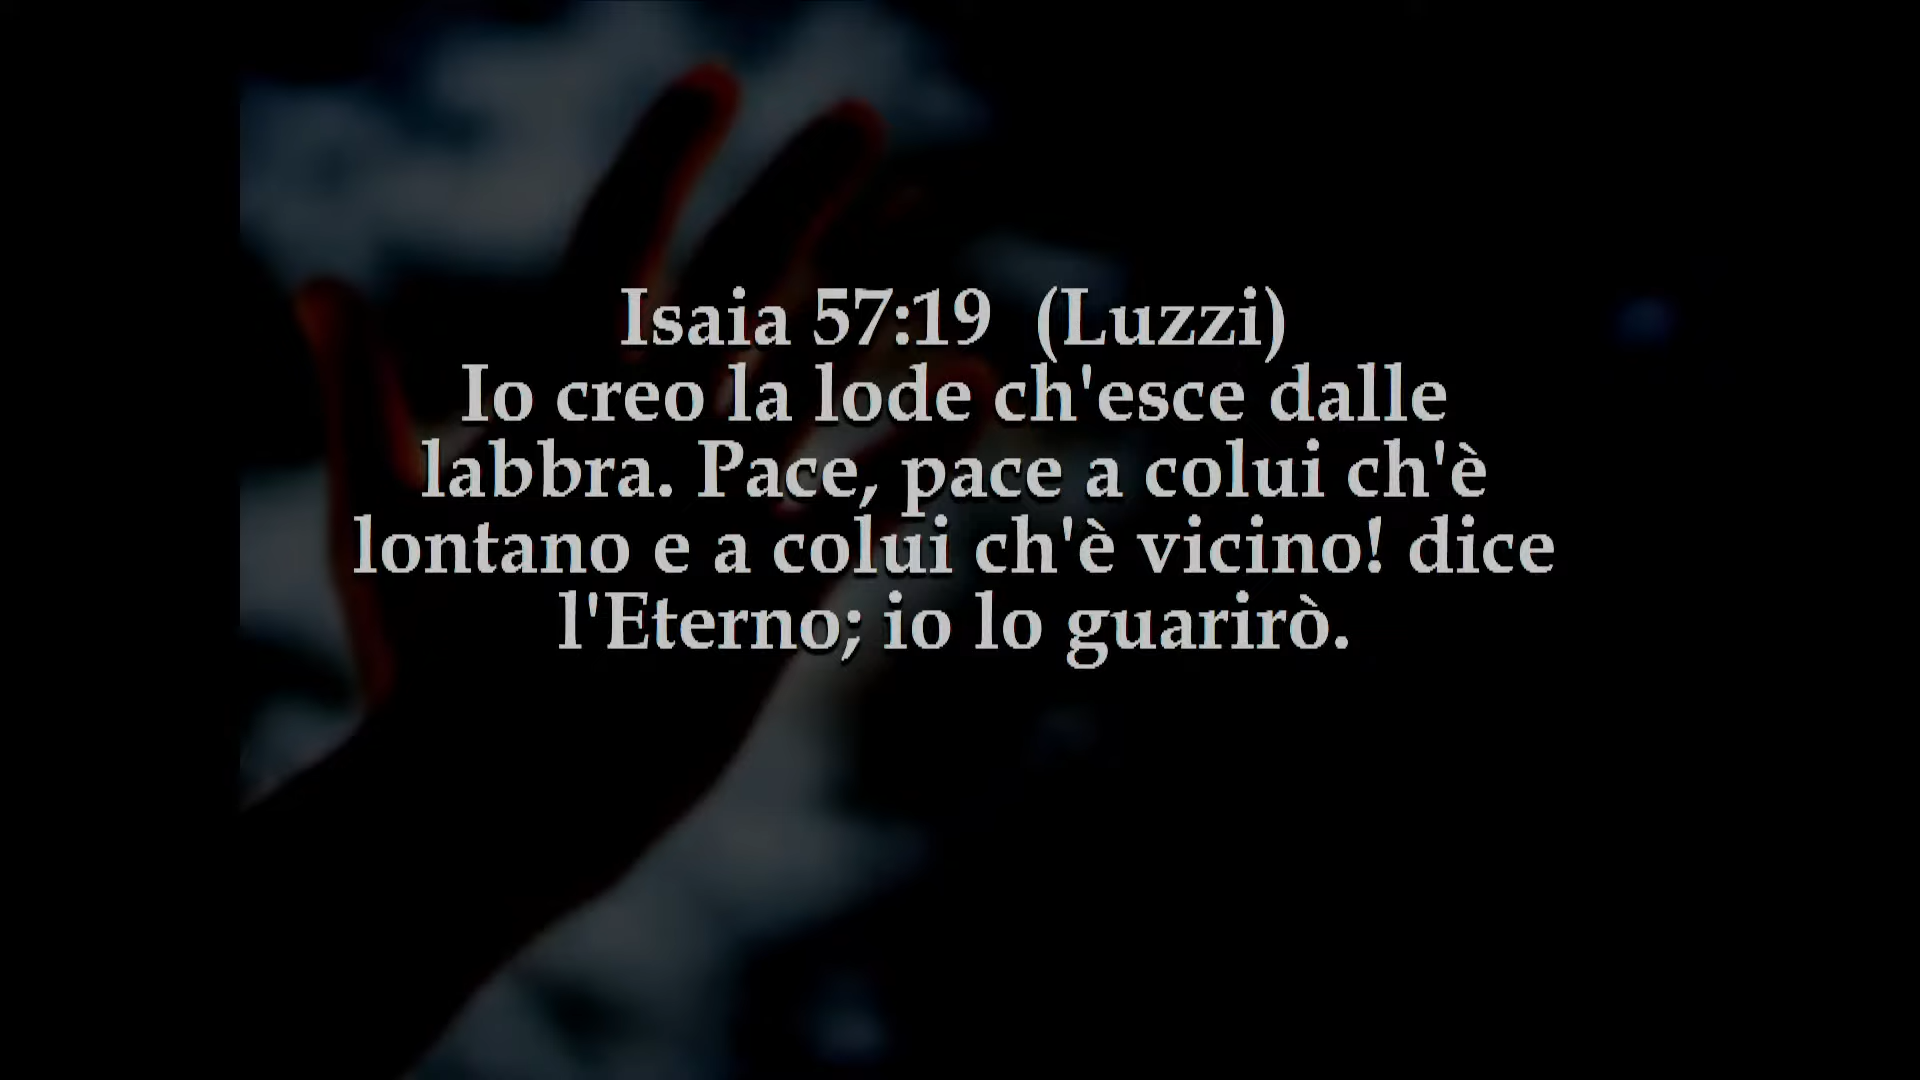 Isaia 57:19 (Luzzi)
Io creo la lode ch'esce dalle
labbra. Pace, pace a colui ch'è
lontano e a colui ch'è vicino! dice
l'Eterno; io lo guarirò.